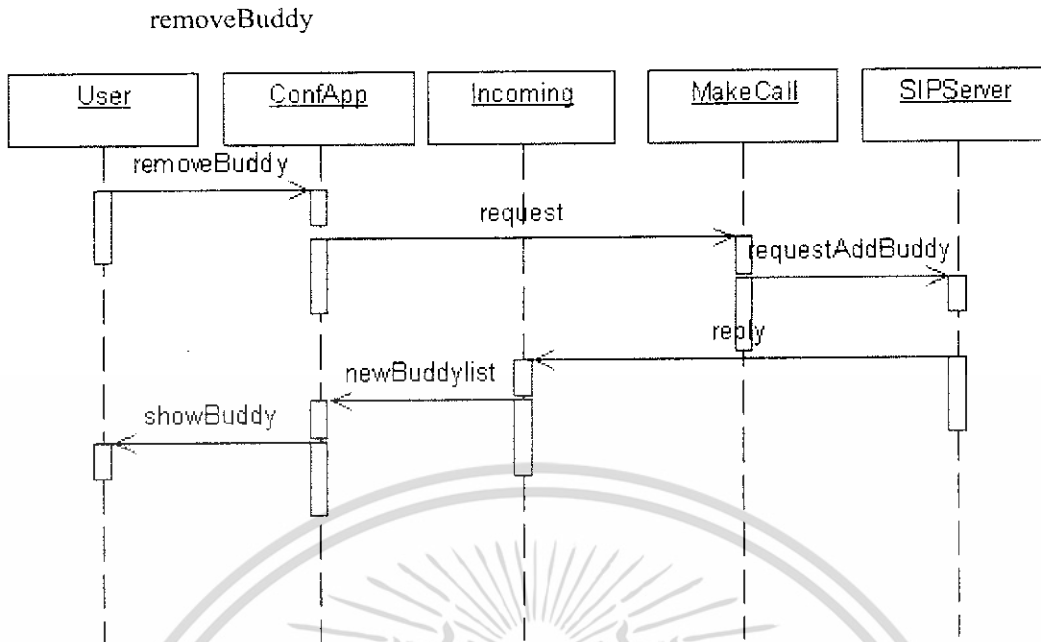 removeBuddy
User ConfApp Incoming MakeCall SIPServer
removeBuddy
request
requestAddBuddy
reply
newBuddylist
showBuddy